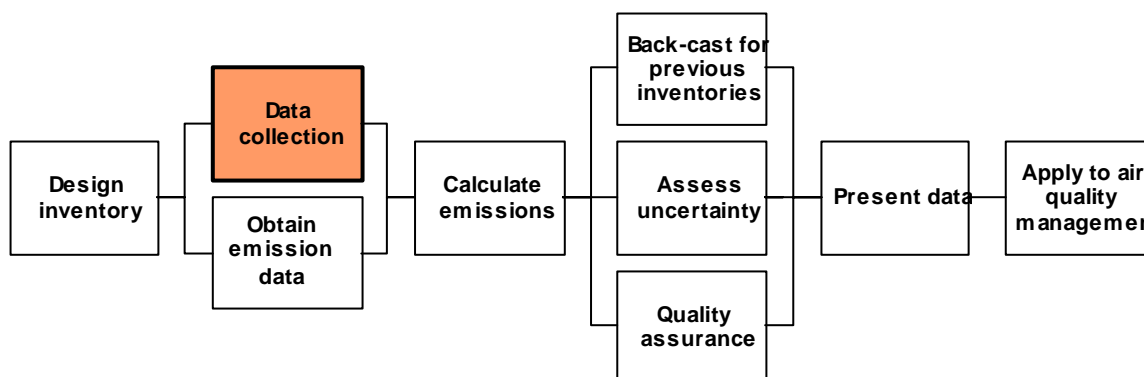 Design
inventory
Data
collection
Obtain
emission
data
Calculate
emissions
Back-cast for
previous
inventories
Assess
uncertainty
Quality
assurance
Present data
Apply to air
quality
managemen